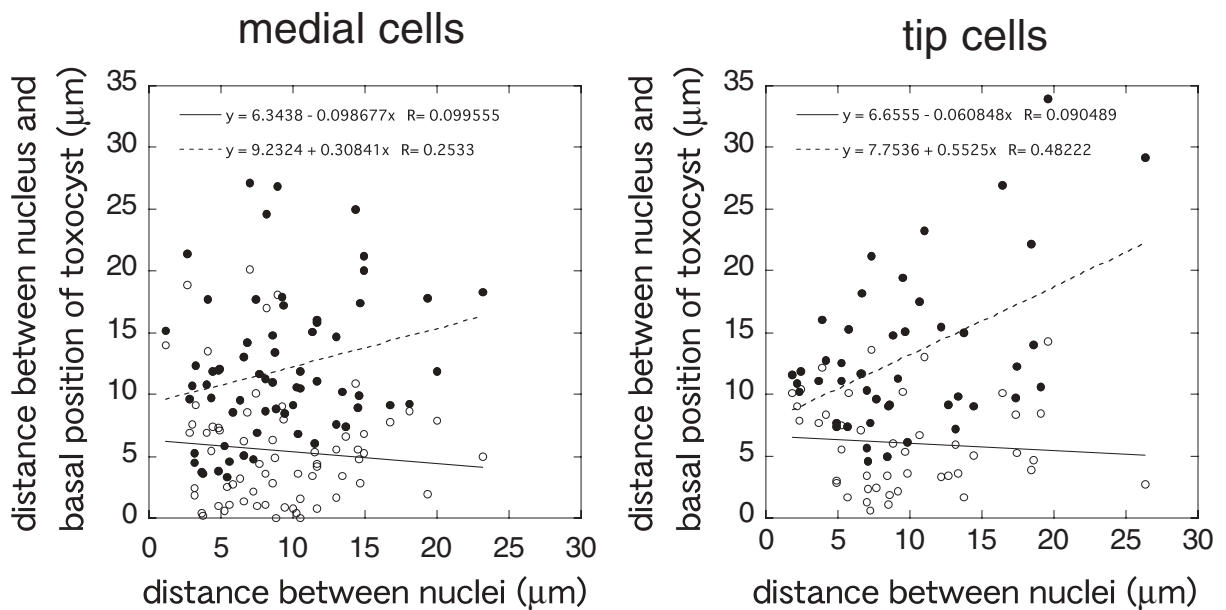 medial cells
distance between nucleus and
basal position of toxocyst (μm)
35
30
25
20
15
10
5
0
y = 6.3438 - 0.098677x R= 0.099555
y = 9.2324 + 0.30841x R= 0.2533
0 5 10 15 20 25 30
distance between nuclei (μm)
tip cells
distance between nucleus and
basal position of toxocyst (μm)
35
30
25
20
15
10
5
0
y = 6.6555 - 0.060848x R= 0.090489
y = 7.7536 + 0.5525x R= 0.48222
0 5 10 15 20 25 30
distance between nuclei (μm)